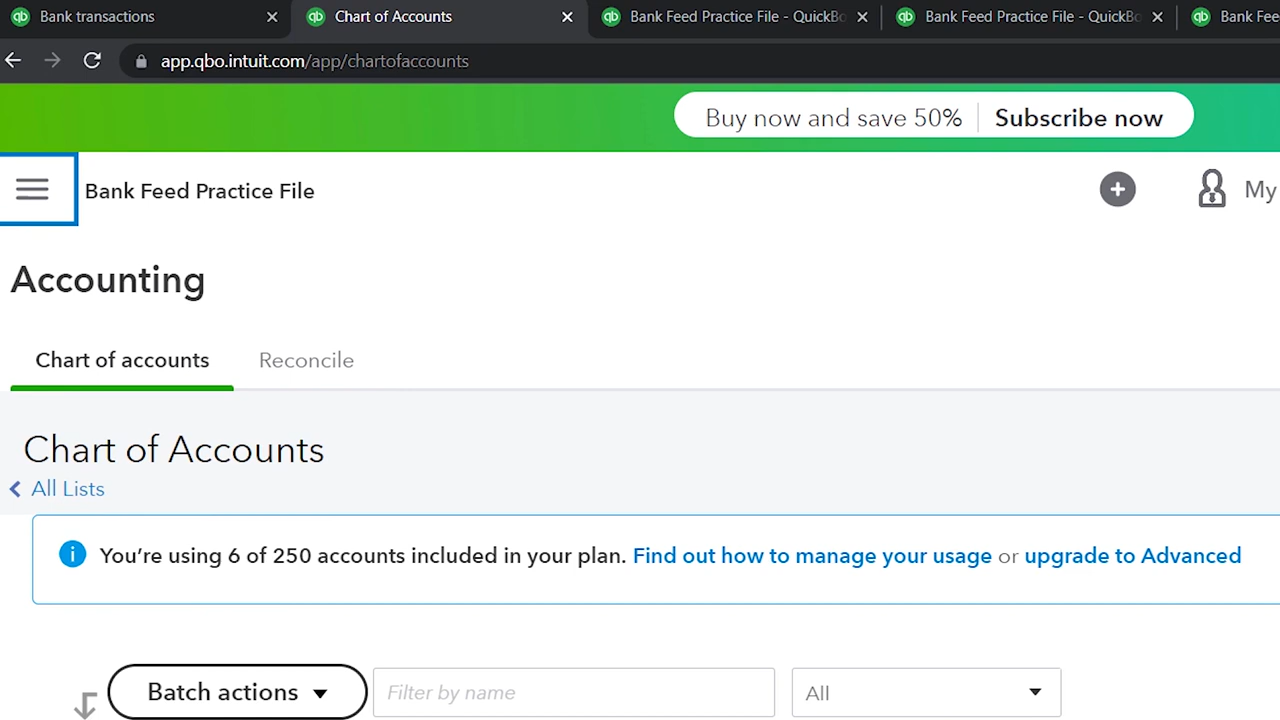 Bank transactions
Chart of Accounts
Bank Feed Practice File - QuickBo
Bank Feed Practice File - QuickBo
Bank Fee
app.qbo.intuit.com/app/chartofaccounts
Buy now and save 50% Subscribe now
Bank Feed Practice File
My
Accounting
Chart of accounts Reconcile
Chart of Accounts
All Lists
You're using 6 of 250 accounts included in your plan. Find out how to manage your usage or upgrade to Advanced
Batch actions Filter by name All